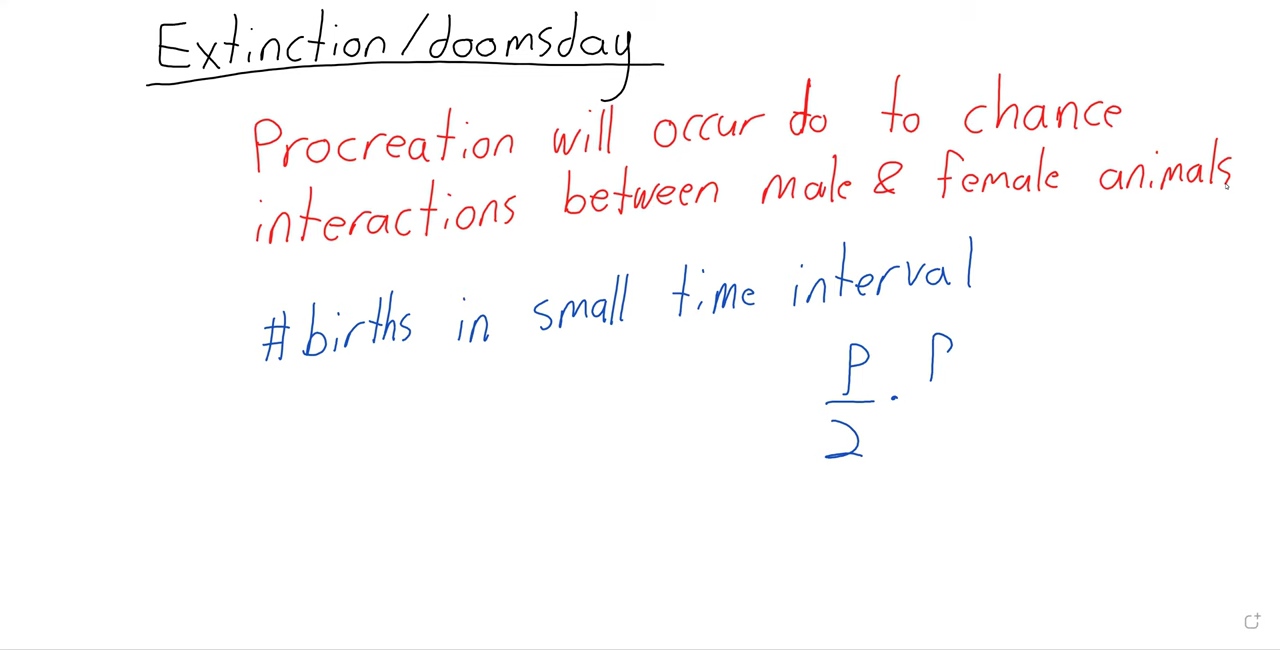 Extinction/doomsday
Procreation will occur do to chance
interactions between male & female animals
#births in small time interval
P/2 · P